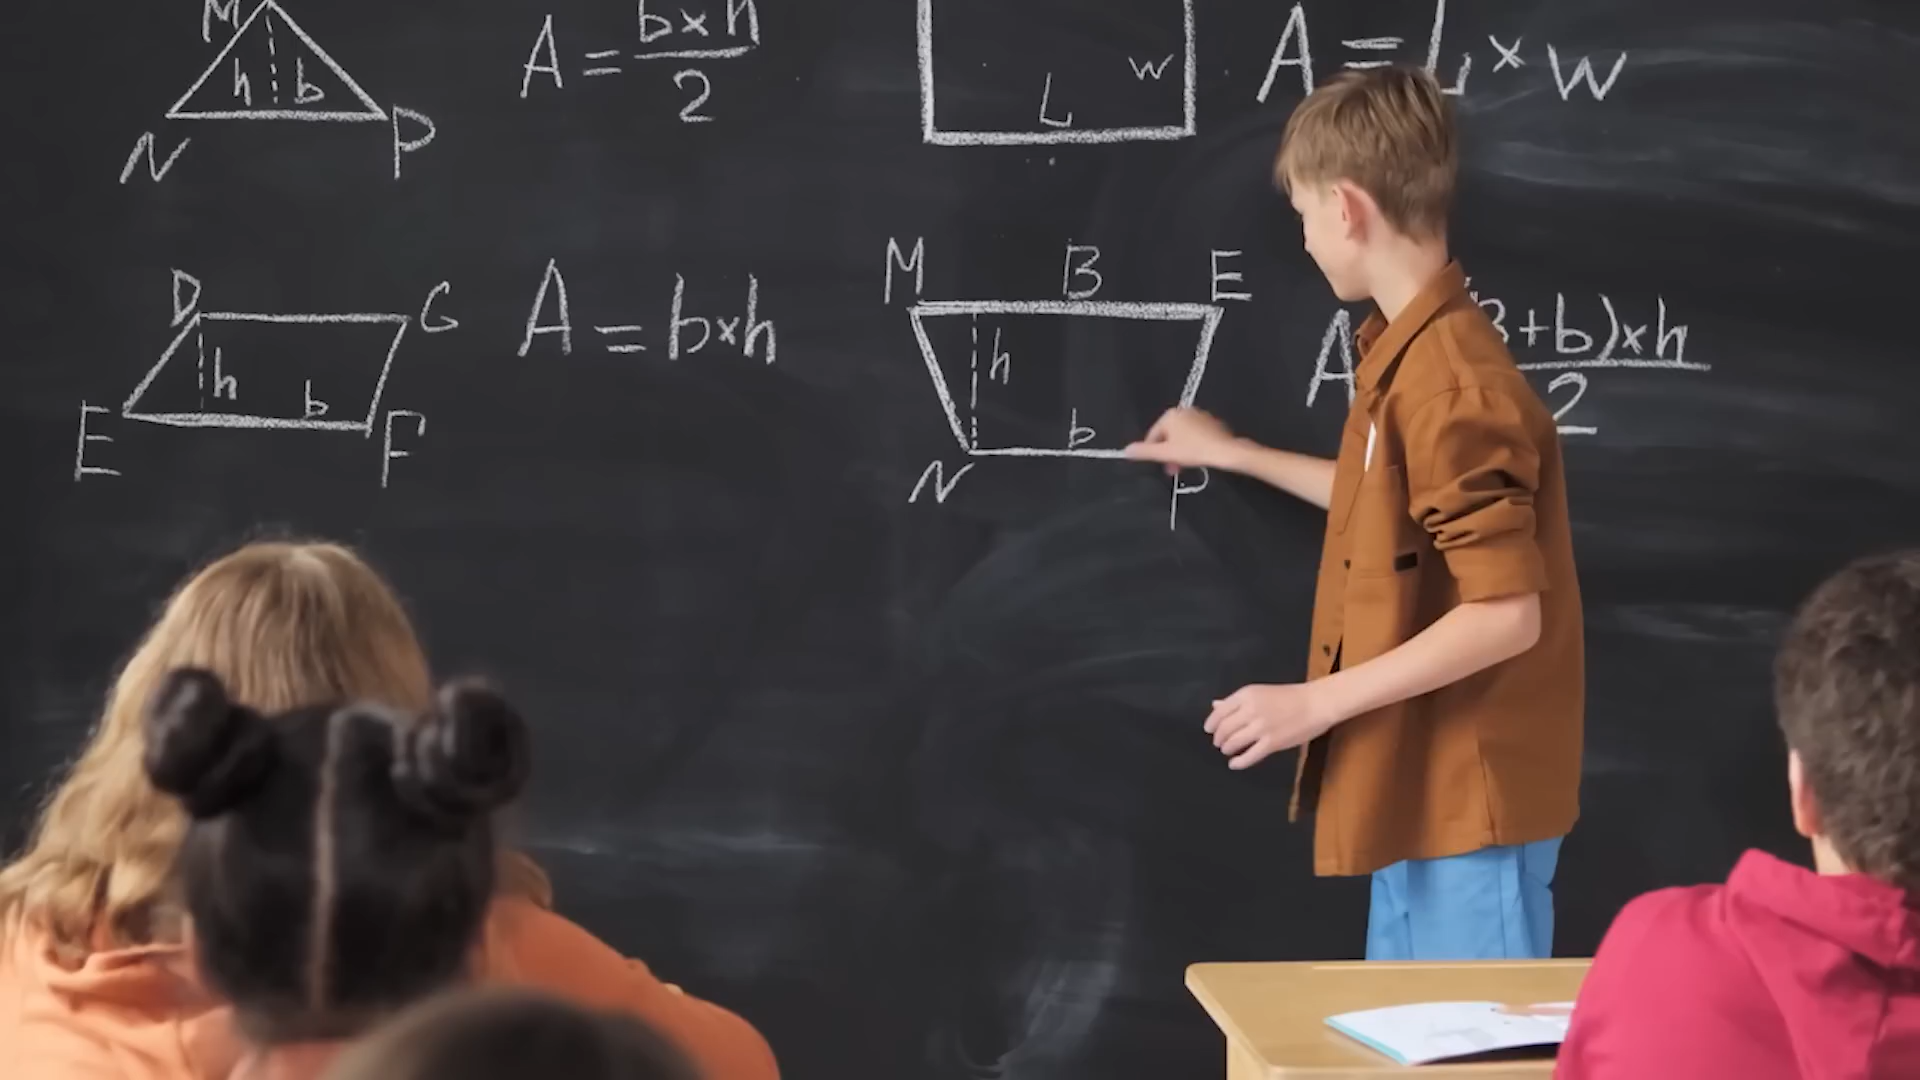 M
h b
N P
A = b×h
2
w
L
A = L×w
D G
h b
E F
A = b×h
M B E
h
b
N P
A +b)×h
2